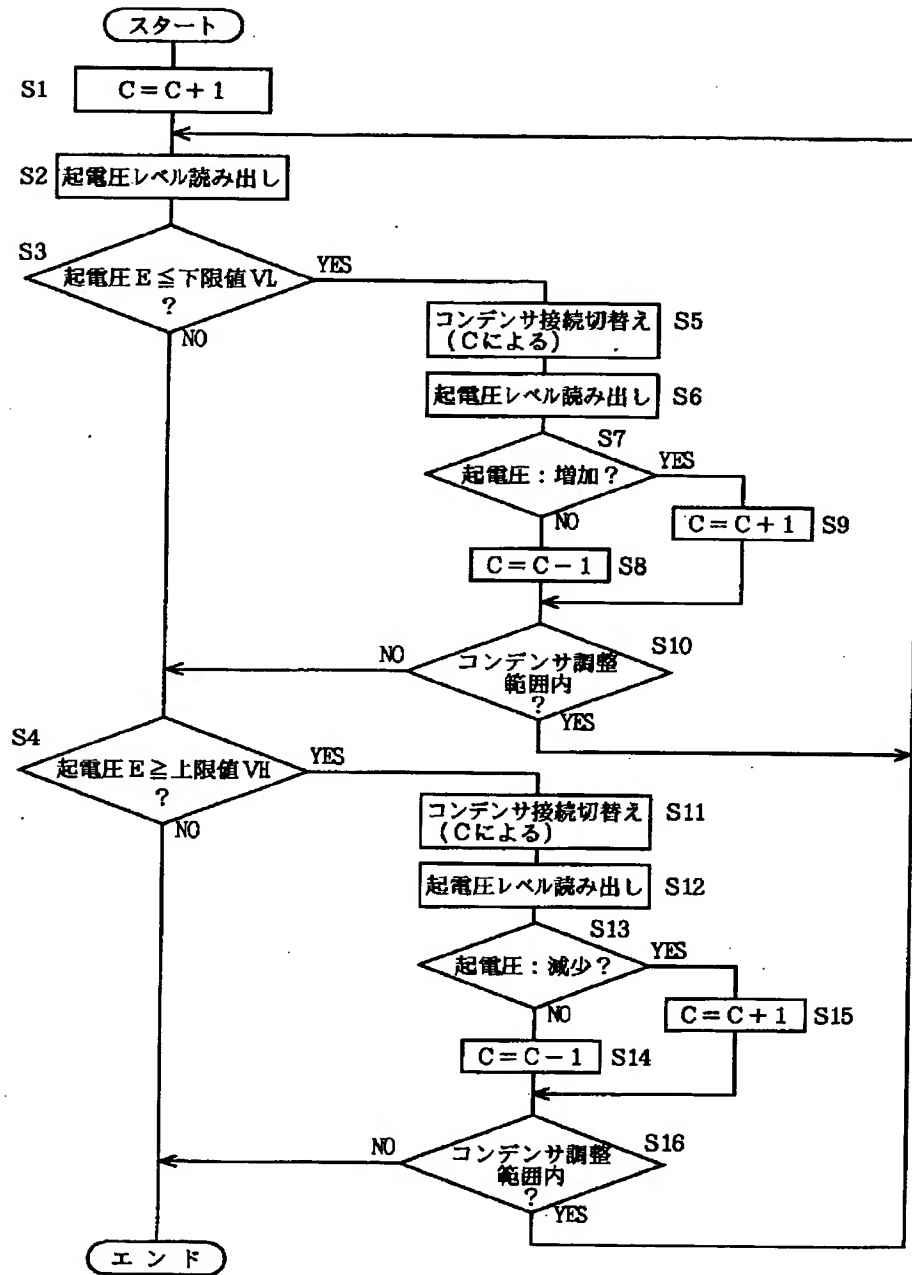 スタート
S1
C=C+1
S2
起電圧レベル読み出し
S3
起電圧E≦下限値VL
?
YES
NO
コンデンサ接続切替え
(Cによる)
S5
起電圧レベル読み出し
S6
S7
起電圧:増加?
YES
NO
C=C+1
S9
C=C-1
S8
S10
コンデンサ調整
範囲内
?
NO
YES
S4
起電圧E≧上限値VH
?
YES
NO
コンデンサ接続切替え
(Cによる)
S11
起電圧レベル読み出し
S12
S13
起電圧:減少?
YES
NO
C=C+1
S15
C=C-1
S14
S16
コンデンサ調整
範囲内
?
NO
YES
エンド